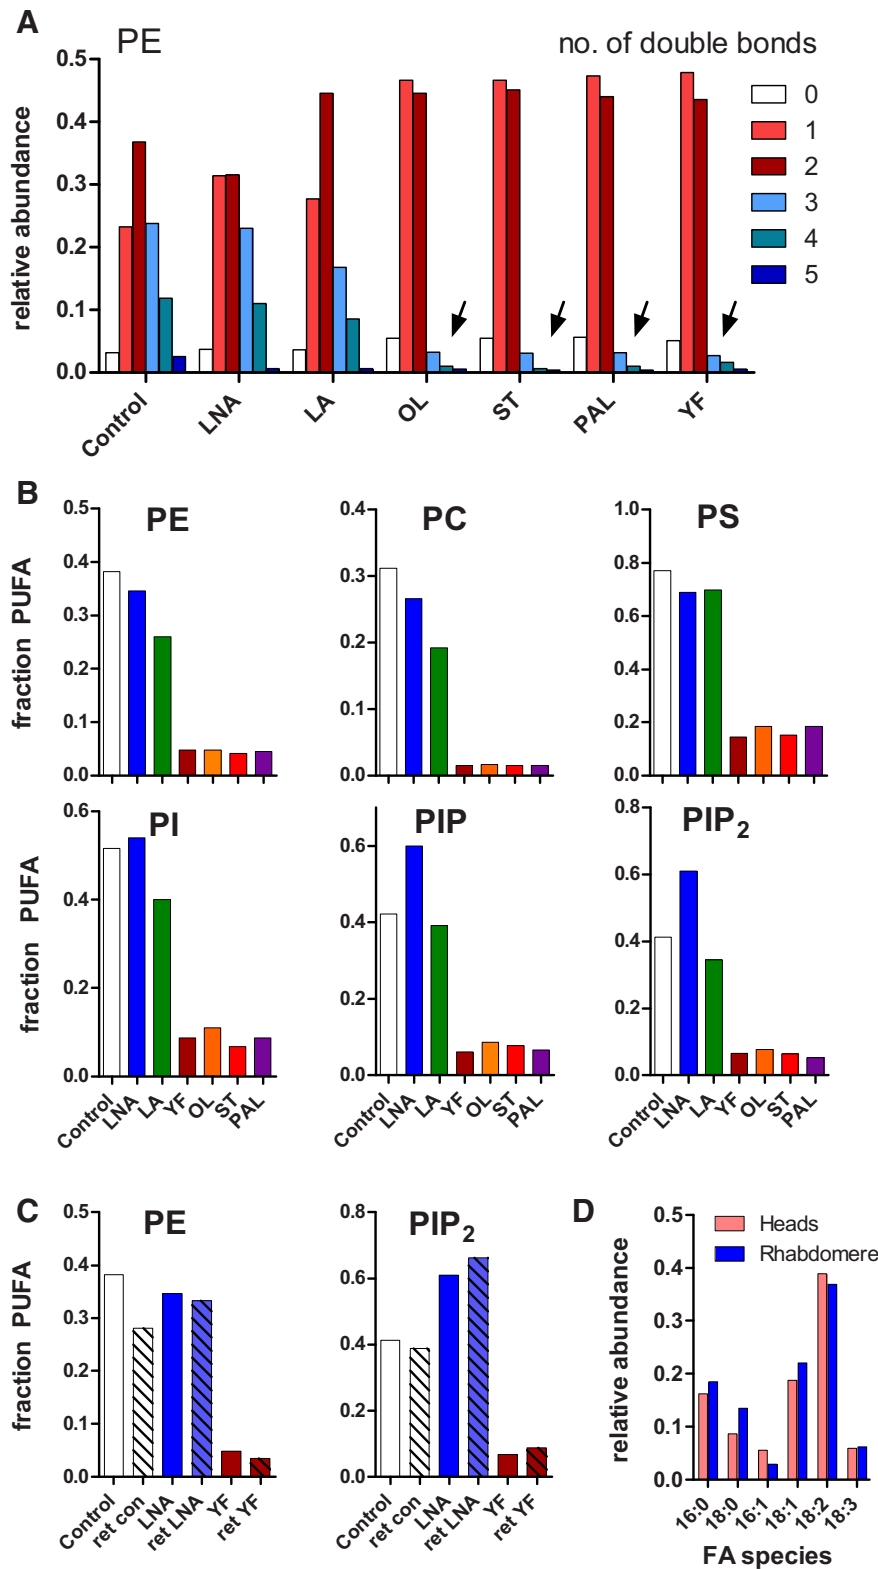 A
PE
no. of double bonds
0
1
2
3
4
5
relative abundance
0.5
0.4
0.3
0.2
0.1
0.0
Control
LNA
LA
OL
ST
PAL
YF
B
PE
fraction PUFA
0.5
0.4
0.3
0.2
0.1
0.0
PC
0.4
0.3
0.2
0.1
0.0
PS
1.0
0.8
0.6
0.4
0.2
0.0
PI
fraction PUFA
0.6
0.4
0.2
0.0
Control
LNA
LA
YF
OL
ST
PAL
PIP
0.6
0.4
0.2
0.0
Control
LNA
LA
YF
OL
ST
PAL
PIP2
0.8
0.6
0.4
0.2
0.0
Control
LNA
LA
YF
OL
ST
PAL
C
PE
fraction PUFA
0.5
0.4
0.3
0.2
0.1
0.0
Control
ret con
LNA
ret LNA
YF
ret YF
PIP2
0.8
0.6
0.4
0.2
0.0
Control
ret con
LNA
ret LNA
YF
ret YF
D
Heads
Rhabdomere
relative abundance
0.5
0.4
0.3
0.2
0.1
0.0
16:0
18:0
16:1
18:1
18:2
18:3
FA species